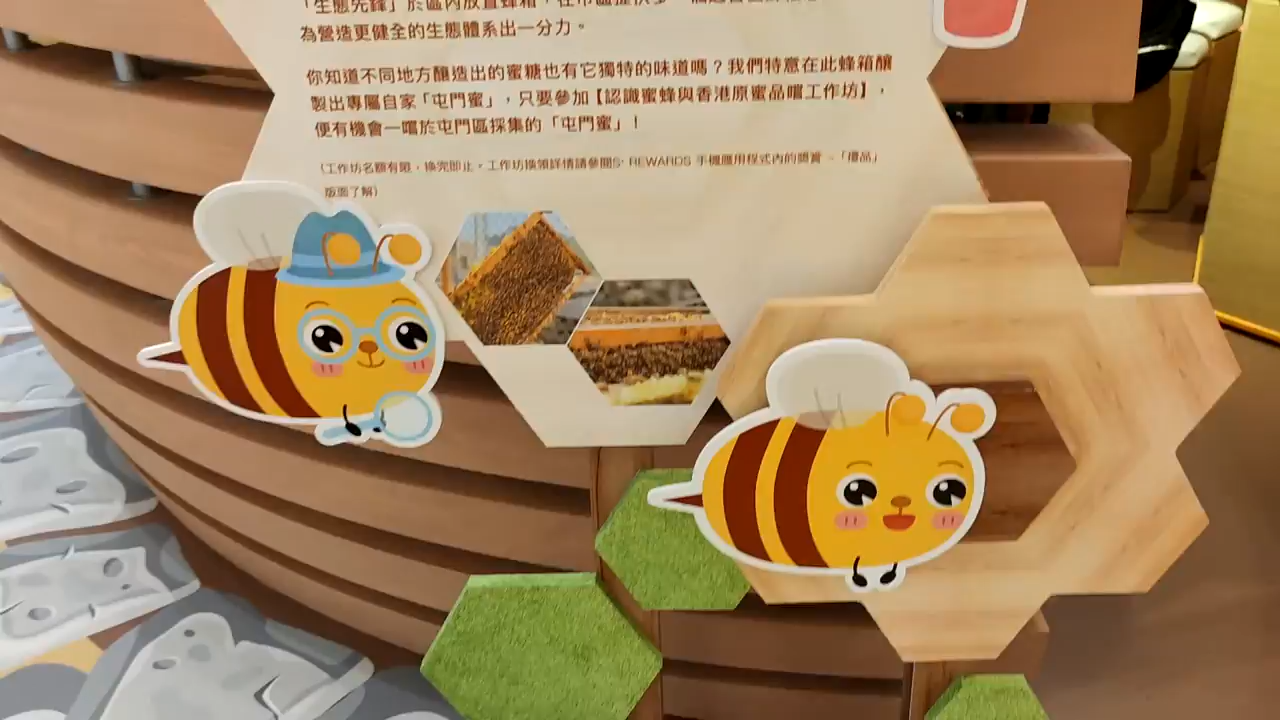 「生態先鋒」於區內放置蜂箱，在市區提供多
為營造更健全的生態體系出一分力。
你知道不同地方釀造出的蜜糖也有它獨特的味道嗎？我們特意在此蜂箱釀
製出專屬自家「屯門蜜」，只要參加【認識蜜蜂與香港原蜜品嚐工作坊】，
便有機會一嚐於屯門區採集的「屯門蜜」！
(工作坊名額有限，換完即止。工作坊換領詳情請參閱S⁺ REWARDS 手機應用程式內的獎賞 -「禮品」
版面了解)